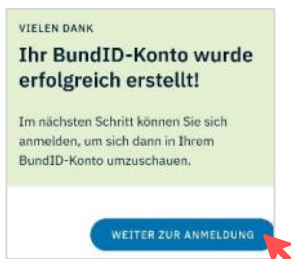 VIELEN DANK
Ihr BundID-Konto wurde
erfolgreich erstellt!
Im nächsten Schritt können Sie sich
anmelden, um sich dann in Ihrem
BundID-Konto umzuschauen.
WEITER ZUR ANMELDUNG